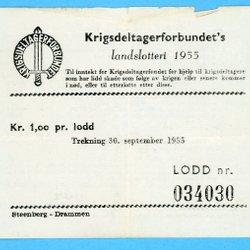 KRIGSDELTAGERFORBUNDET
Krigsdeltagerforbundet's
landslotteri 1955
Til inntekt for Krigsdeltagerfondet for hjelp til krigsdeltagere
som har lidd skade som følge av krigen eller senere kommer
i nød, eller til etterlatte etter disse.
Kr. 1,00 pr. lodd
Trekning 30. september 1955
LODD nr.
034030
Steenberg - Drammen